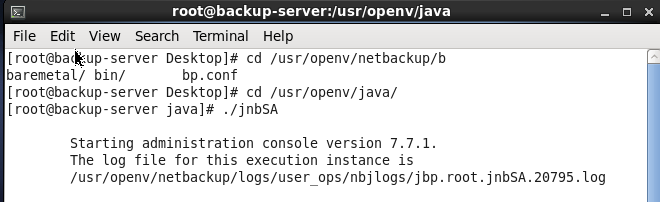 root@backup-server:/usr/openv/java
File Edit View Search Terminal Help
[root@backup-server Desktop]# cd /usr/openv/netbackup/b
baremetal/ bin/       bp.conf
[root@backup-server Desktop]# cd /usr/openv/java/
[root@backup-server java]# ./jnbSA
Starting administration console version 7.7.1.
The log file for this execution instance is
/usr/openv/netbackup/logs/user_ops/nbjlogs/jbp.root.jnbSA.20795.log